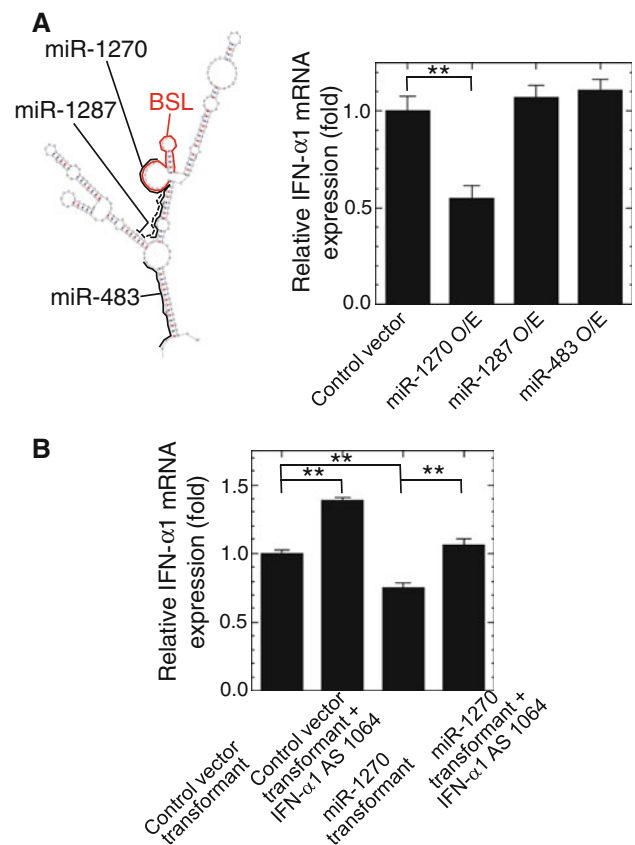 A
miR-1270
miR-1287
BSL
miR-483
Relative IFN-α1 mRNA
expression (fold)
**
1.0
0.5
0.0
Control vector
miR-1270 O/E
miR-1287 O/E
miR-483 O/E
B
Relative IFN-α1 mRNA
expression (fold)
**
**
**
1.5
1.0
0.5
0.0
Control vector
transformant
Control vector
transformant +
IFN-α1 AS 1064
miR-1270
transformant
miR-1270
transformant +
IFN-α1 AS 1064